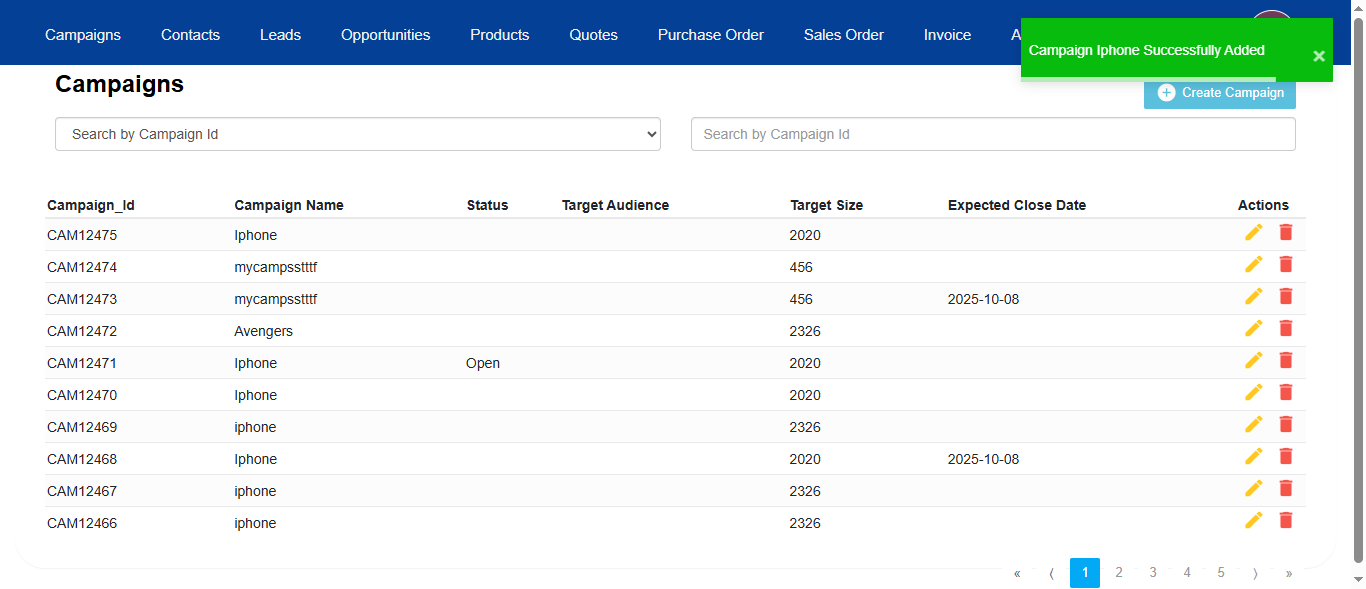 Campaigns Contacts Leads Opportunities Products Quotes Purchase Order Sales Order Invoice A
Campaign Iphone Successfully Added ×
Campaigns
Create Campaign
Search by Campaign Id Search by Campaign Id
Campaign_Id Campaign Name Status Target Audience Target Size Expected Close Date Actions
CAM12475 Iphone 2020
CAM12474 mycampsstttf 456
CAM12473 mycampsstttf 456 2025-10-08
CAM12472 Avengers 2326
CAM12471 Iphone Open 2020
CAM12470 Iphone 2020
CAM12469 iphone 2326
CAM12468 Iphone 2020 2025-10-08
CAM12467 iphone 2326
CAM12466 iphone 2326
« ⟨ 1 2 3 4 5 ⟩ »